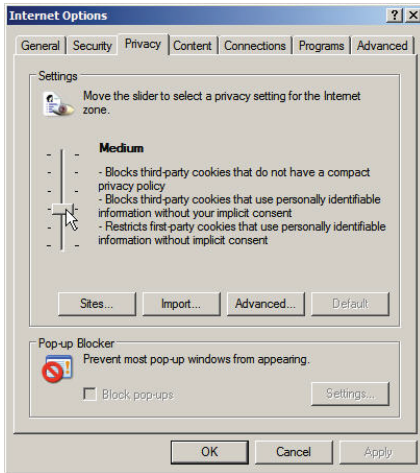 Internet Options
General Security Privacy Content Connections Programs Advanced
Settings
Move the slider to select a privacy setting for the Internet
zone.
Medium
- Blocks third-party cookies that do not have a compact
privacy policy
- Blocks third-party cookies that use personally identifiable
information without your implicit consent
- Restricts first-party cookies that use personally identifiable
information without implicit consent
Sites... Import... Advanced... Default
Pop-up Blocker
Prevent most pop-up windows from appearing.
Block pop-ups Settings...
OK Cancel Apply